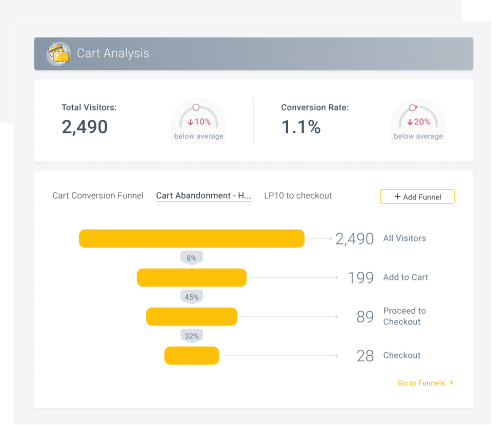 Cart Analysis
Total Visitors:
2,490
↓10%
below average
Conversion Rate:
1.1%
↓20%
below average
Cart Conversion Funnel
Cart Abandonment - H...
LP10 to checkout
+ Add Funnel
2,490 All Visitors
8%
199 Add to Cart
45%
89 Proceed to
Checkout
32%
28 Checkout
Go to Funnels >